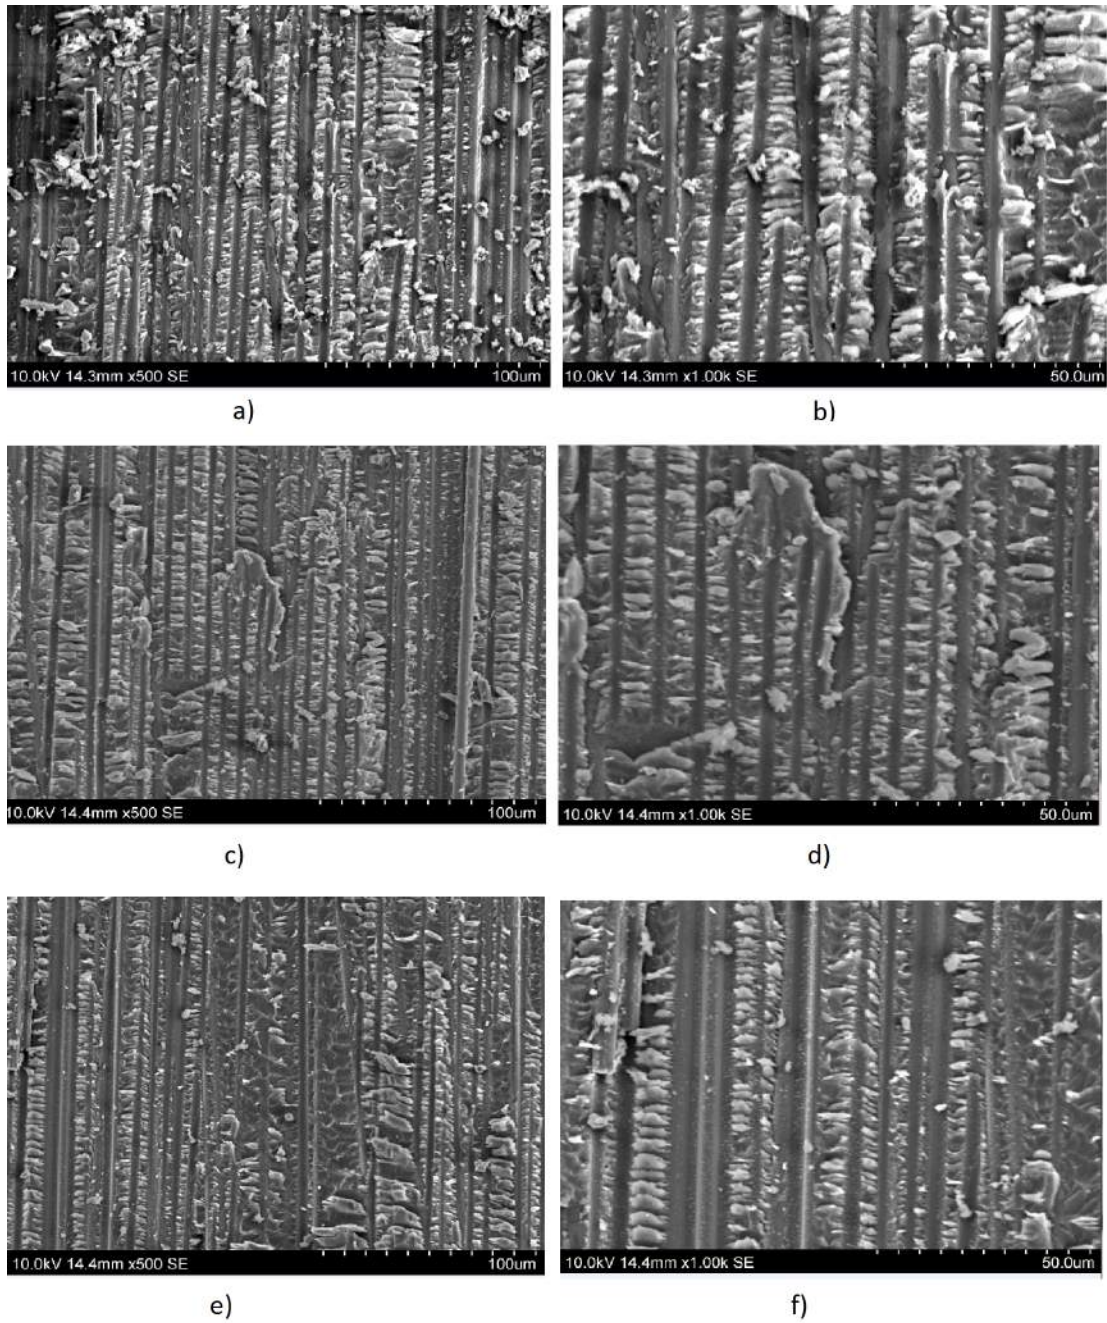 10.0kV 14.3mm x500 SE 100um
10.0kV 14.3mm x1.00k SE 50.0um
a)
b)
10.0kV 14.4mm x500 SE 100um
10.0kV 14.4mm x1.00k SE 50.0um
c)
d)
10.0kV 14.4mm x500 SE 100um
10.0kV 14.4mm x1.00k SE 50.0um
e)
f)